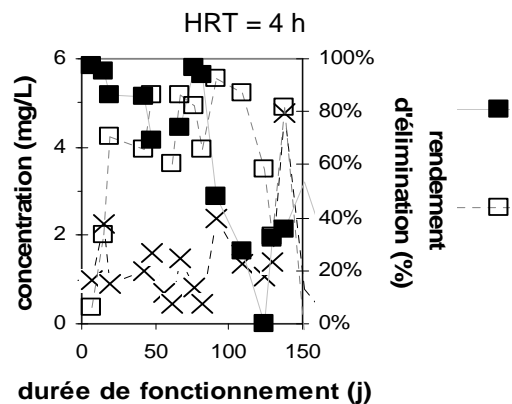 HRT = 4 h
concentration (mg/L)
6
4
2
0
100%
80%
60%
40%
20%
0%
rendement
d'élimination (%)
0
50
100
150
durée de fonctionnement (j)